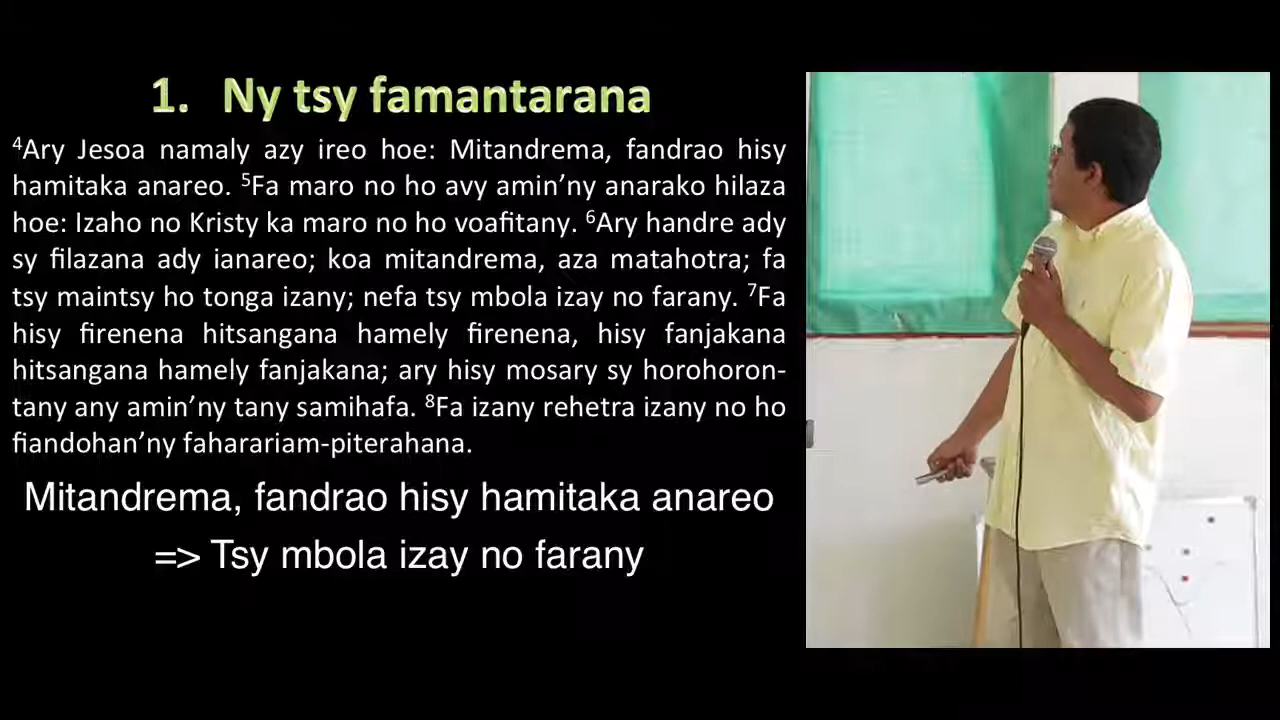 1. Ny tsy famantarana
⁴Ary Jesoa namaly azy ireo hoe: Mitandrema, fandrao hisy
hamitaka anareo. ⁵Fa maro no ho avy amin’ny anarako hilaza
hoe: Izaho no Kristy ka maro no ho voafitany. ⁶Ary handre ady
sy filazana ady ianareo; koa mitandrema, aza matahotra; fa
tsy maintsy ho tonga izany; nefa tsy mbola izay no farany. ⁷Fa
hisy firenena hitsangana hamely firenena, hisy fanjakana
hitsangana hamely fanjakana; ary hisy mosary sy horohoron-
tany any amin’ny tany samihafa. ⁸Fa izany rehetra izany no ho
fiandohan’ny faharariam-piterahana.
Mitandrema, fandrao hisy hamitaka anareo
=> Tsy mbola izay no farany